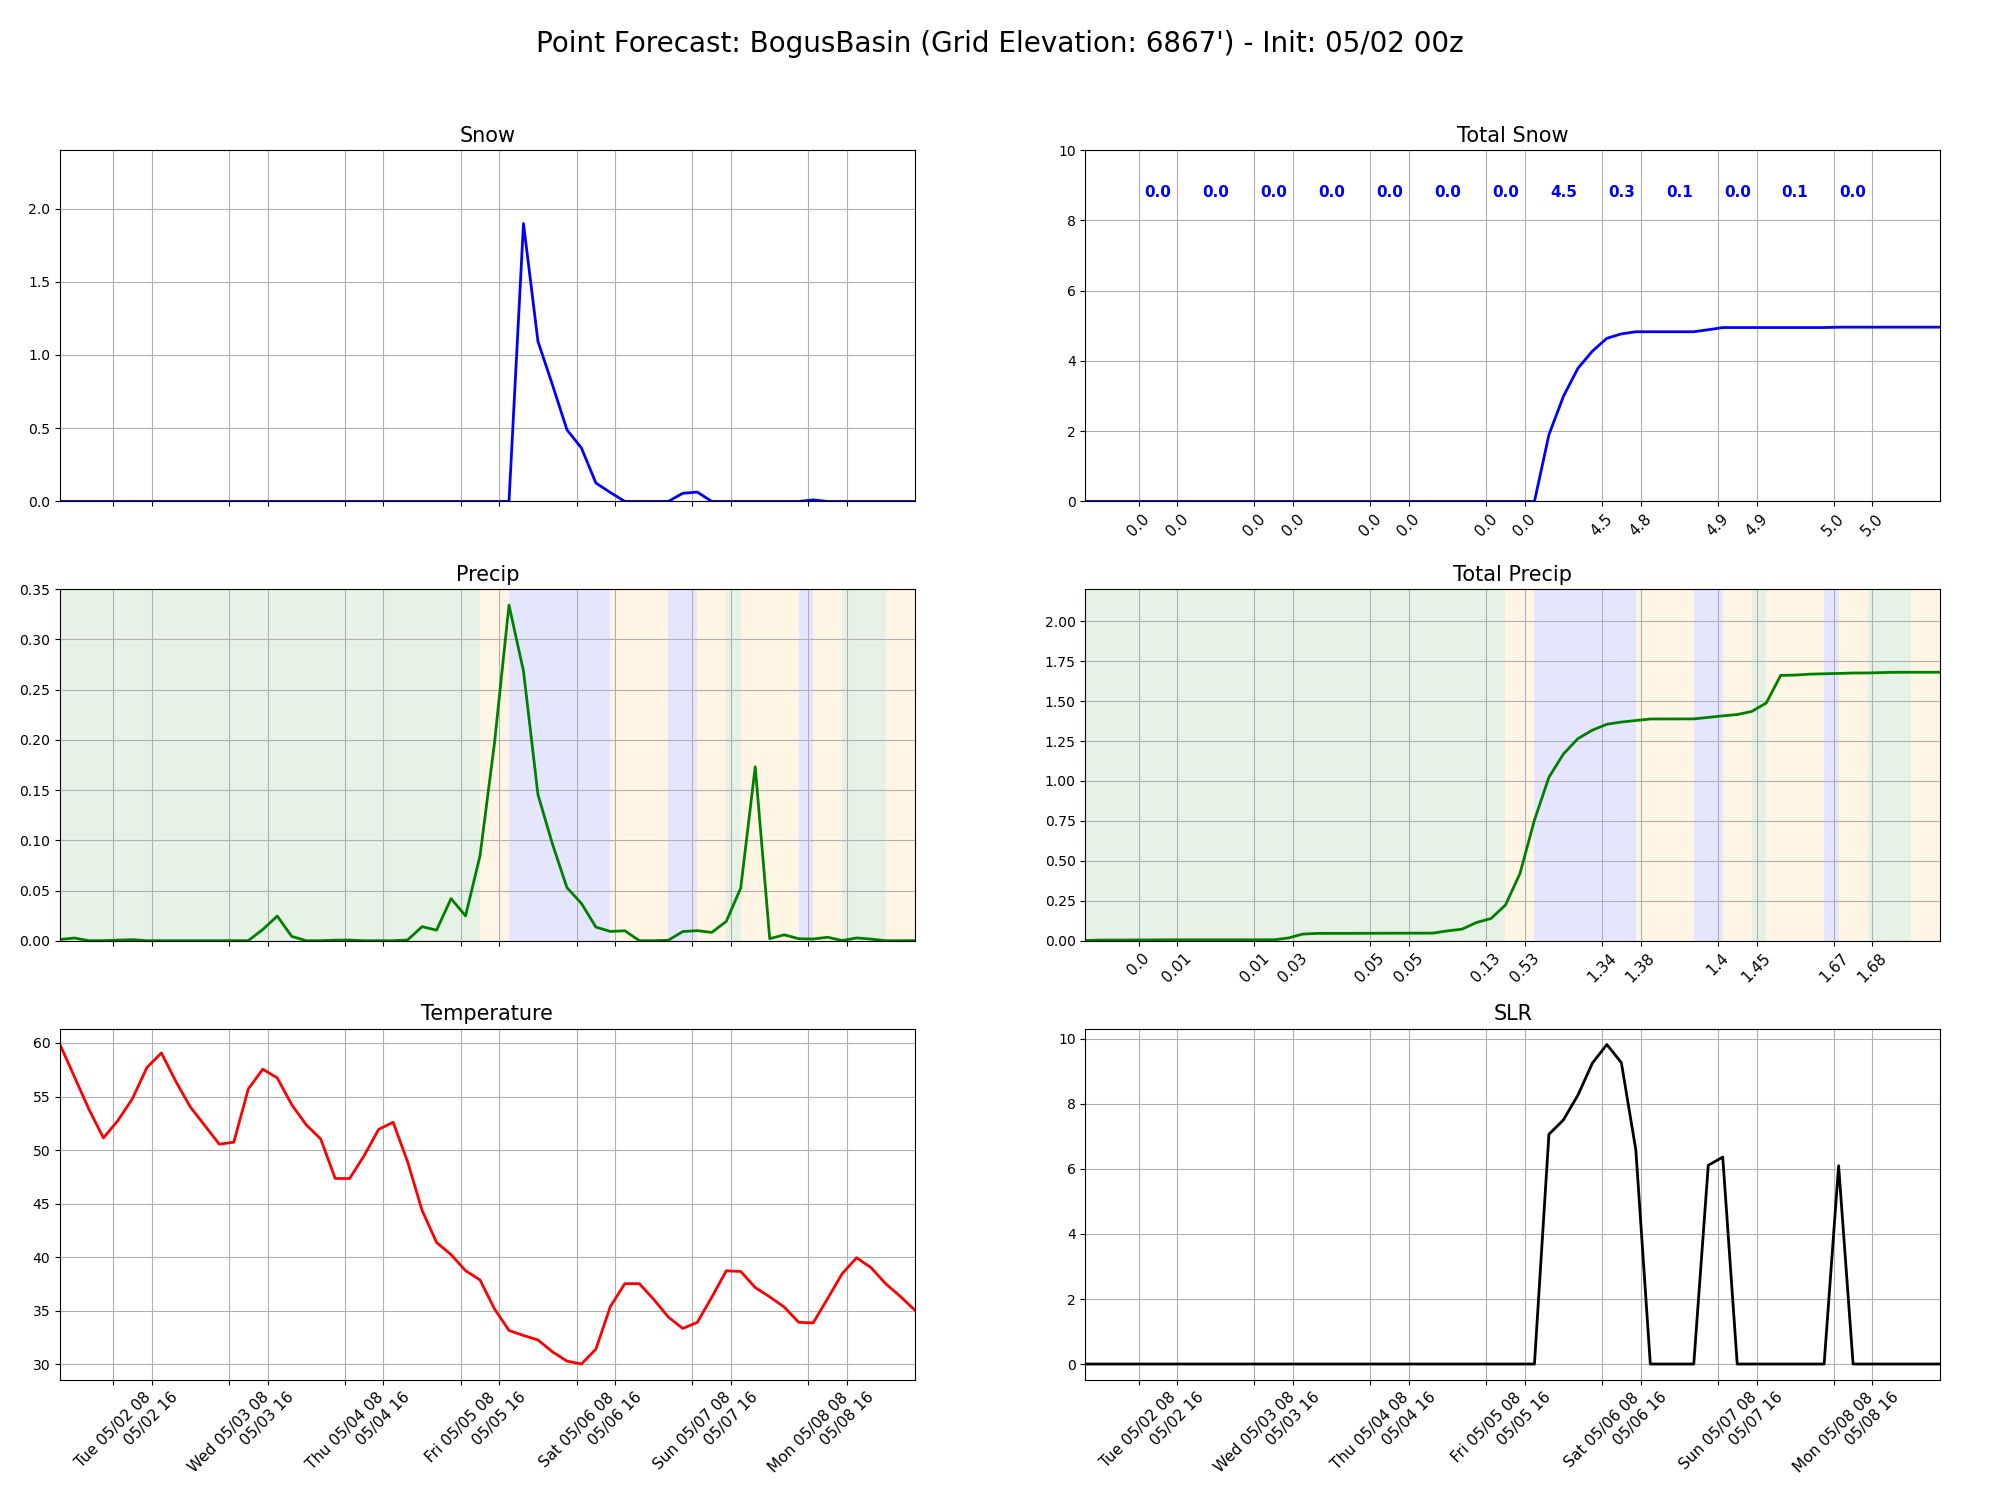 Point Forecast: BogusBasin (Grid Elevation: 6867') - Init: 05/02 00z
Snow
2.0
1.5
1.0
0.5
0.0
Total Snow
10
8
6
4
2
0
0.0 0.0 0.0 0.0 0.0 0.0 0.0 4.5 0.3 0.1 0.0 0.1 0.0
0.0 0.0 0.0 0.0 0.0 0.0 0.0 0.0 4.5 4.8 4.9 4.9 5.0 5.0
Precip
0.35
0.30
0.25
0.20
0.15
0.10
0.05
0.00
Total Precip
2.00
1.75
1.50
1.25
1.00
0.75
0.50
0.25
0.00
0.0 0.01 0.01 0.03 0.05 0.05 0.13 0.53 1.34 1.38 1.4 1.45 1.67 1.68
Temperature
60
55
50
45
40
35
30
Tue 05/02 08
05/02 16
Wed 05/03 08
05/03 16
Thu 05/04 08
05/04 16
Fri 05/05 08
05/05 16
Sat 05/06 08
05/06 16
Sun 05/07 08
05/07 16
Mon 05/08 08
05/08 16
SLR
10
8
6
4
2
0
Tue 05/02 08
05/02 16
Wed 05/03 08
05/03 16
Thu 05/04 08
05/04 16
Fri 05/05 08
05/05 16
Sat 05/06 08
05/06 16
Sun 05/07 08
05/07 16
Mon 05/08 08
05/08 16